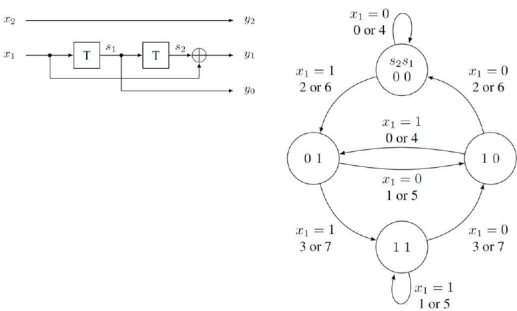 x₂ y₂
x₁ T s₁ T s₂ y₁
y₀
x₁ = 0
0 or 4
s₂s₁
0 0
x₁ = 1
2 or 6
x₁ = 0
2 or 6
x₁ = 1
0 or 4
0 1
1 0
x₁ = 0
1 or 5
x₁ = 1
3 or 7
x₁ = 0
3 or 7
1 1
x₁ = 1
1 or 5